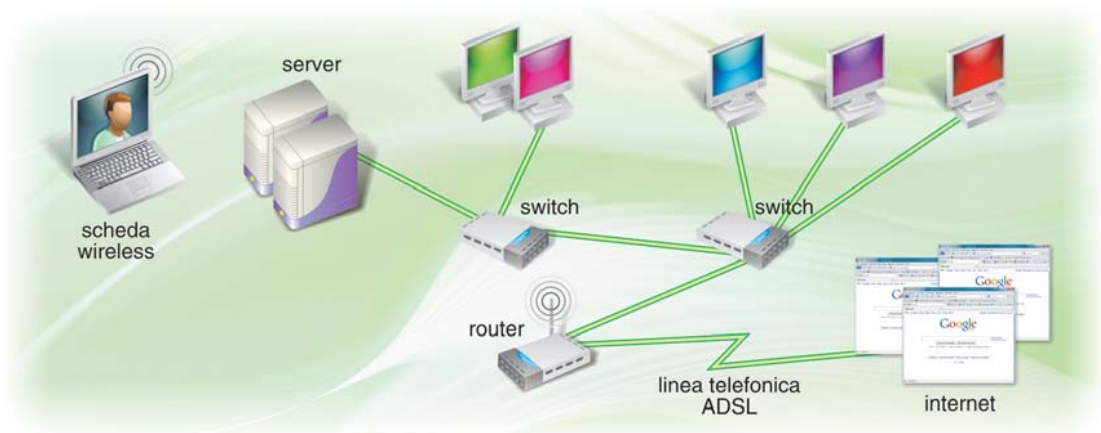 server
scheda
wireless
switch
switch
router
linea telefonica
ADSL
internet
Google
Google
Google